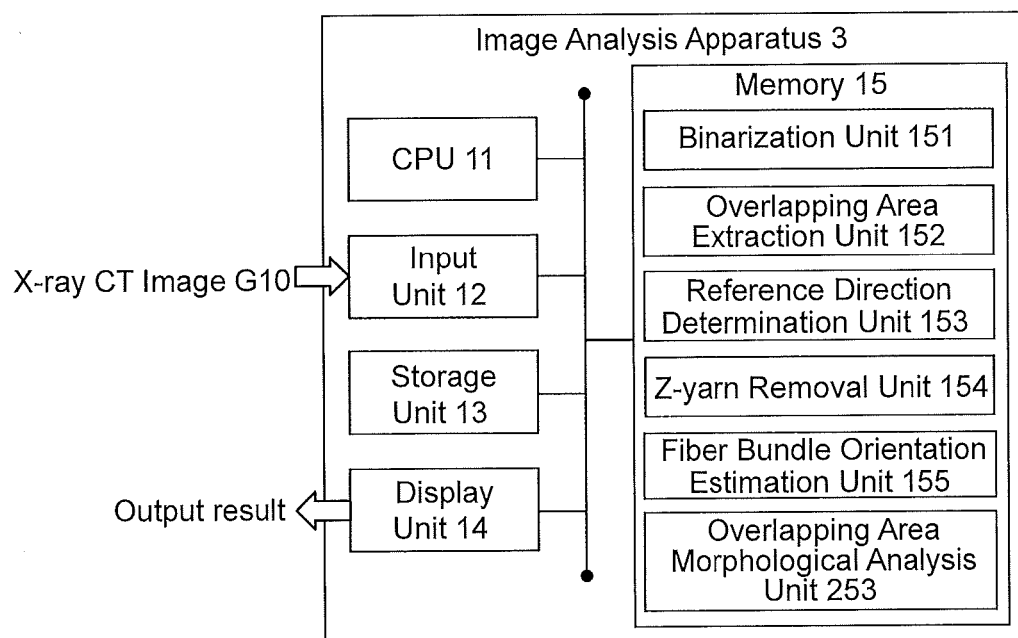 Image Analysis Apparatus 3
Memory 15
CPU 11
Binarization Unit 151
Overlapping Area
Extraction Unit 152
X-ray CT Image G10
Input
Unit 12
Reference Direction
Determination Unit 153
Storage
Unit 13
Z-yarn Removal Unit 154
Fiber Bundle Orientation
Estimation Unit 155
Output result
Display
Unit 14
Overlapping Area
Morphological Analysis
Unit 253